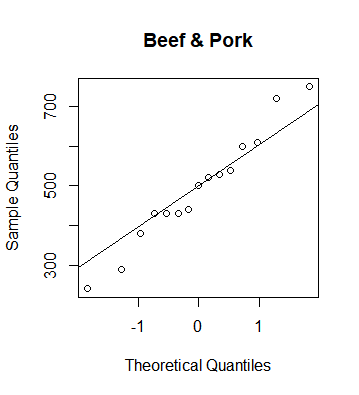 Beef & Pork
Sample Quantiles
700
500
300
-1 0 1
Theoretical Quantiles